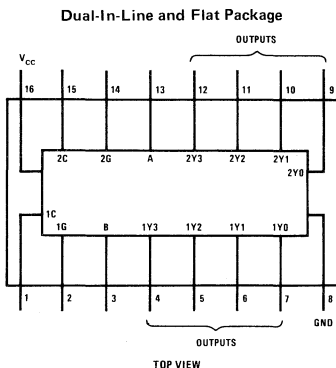 Dual-In-Line and Flat Package
OUTPUTS
VCC
16 15 14 13 12 11 10 9
2C 2G A 2Y3 2Y2 2Y1
2Y0
1C
1G B 1Y3 1Y2 1Y1 1Y0
1 2 3 4 5 6 7 8
GND
OUTPUTS
TOP VIEW